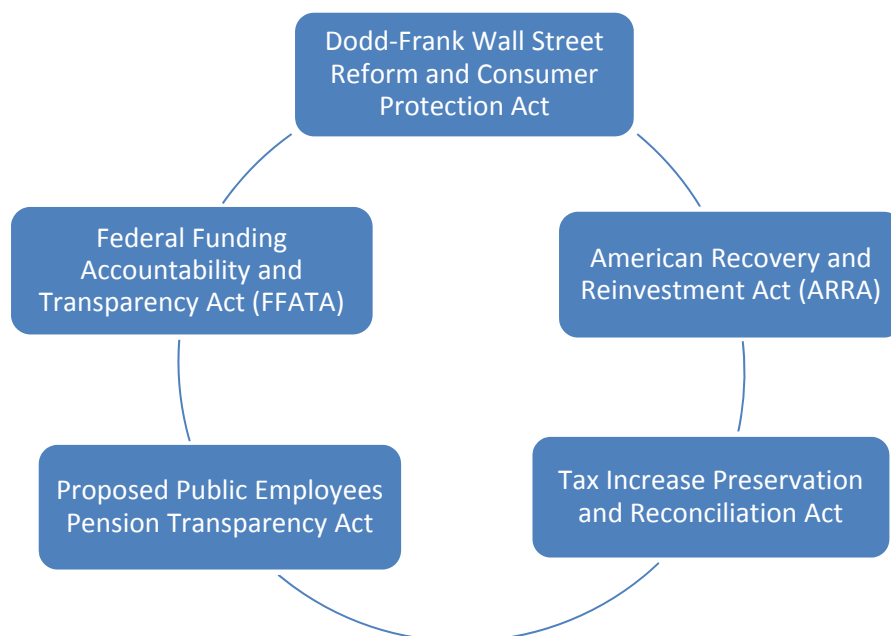 Dodd-Frank Wall Street
Reform and Consumer
Protection Act
Federal Funding
Accountability and
Transparency Act (FFATA)
American Recovery and
Reinvestment Act (ARRA)
Proposed Public Employees
Pension Transparency Act
Tax Increase Preservation
and Reconciliation Act